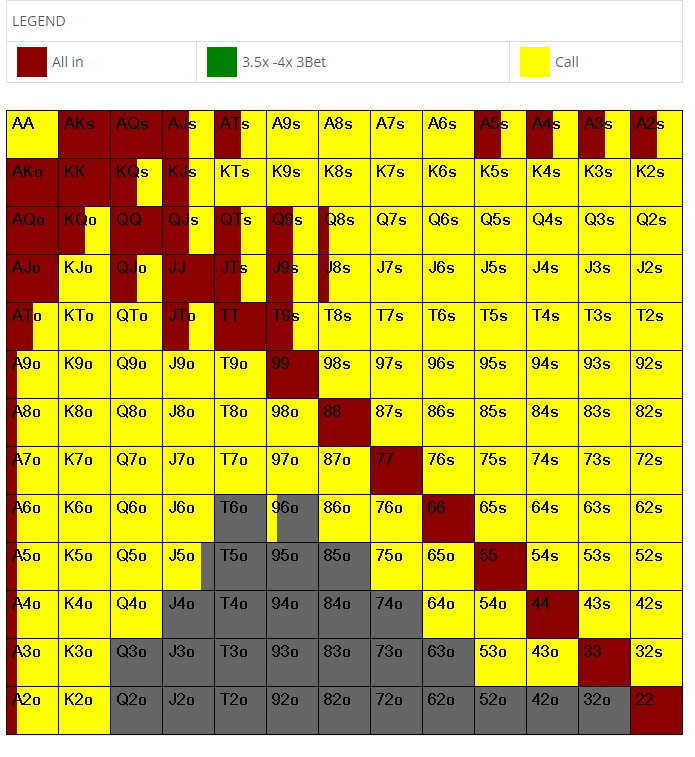 LEGEND
All in 3.5x -4x 3Bet Call
AA AKs AQs AJs ATs A9s A8s A7s A6s A5s A4s A3s A2s
AKo KK KQs KJs KTs K9s K8s K7s K6s K5s K4s K3s K2s
AQo KQo QQ QJs QTs Q9s Q8s Q7s Q6s Q5s Q4s Q3s Q2s
AJo KJo QJo JJ JTs J9s J8s J7s J6s J5s J4s J3s J2s
ATo KTo QTo JTo TT T9s T8s T7s T6s T5s T4s T3s T2s
A9o K9o Q9o J9o T9o 99 98s 97s 96s 95s 94s 93s 92s
A8o K8o Q8o J8o T8o 98o 88 87s 86s 85s 84s 83s 82s
A7o K7o Q7o J7o T7o 97o 87o 77 76s 75s 74s 73s 72s
A6o K6o Q6o J6o T6o 96o 86o 76o 66 65s 64s 63s 62s
A5o K5o Q5o J5o T5o 95o 85o 75o 65o 55 54s 53s 52s
A4o K4o Q4o J4o T4o 94o 84o 74o 64o 54o 44 43s 42s
A3o K3o Q3o J3o T3o 93o 83o 73o 63o 53o 43o 33 32s
A2o K2o Q2o J2o T2o 92o 82o 72o 62o 52o 42o 32o 22